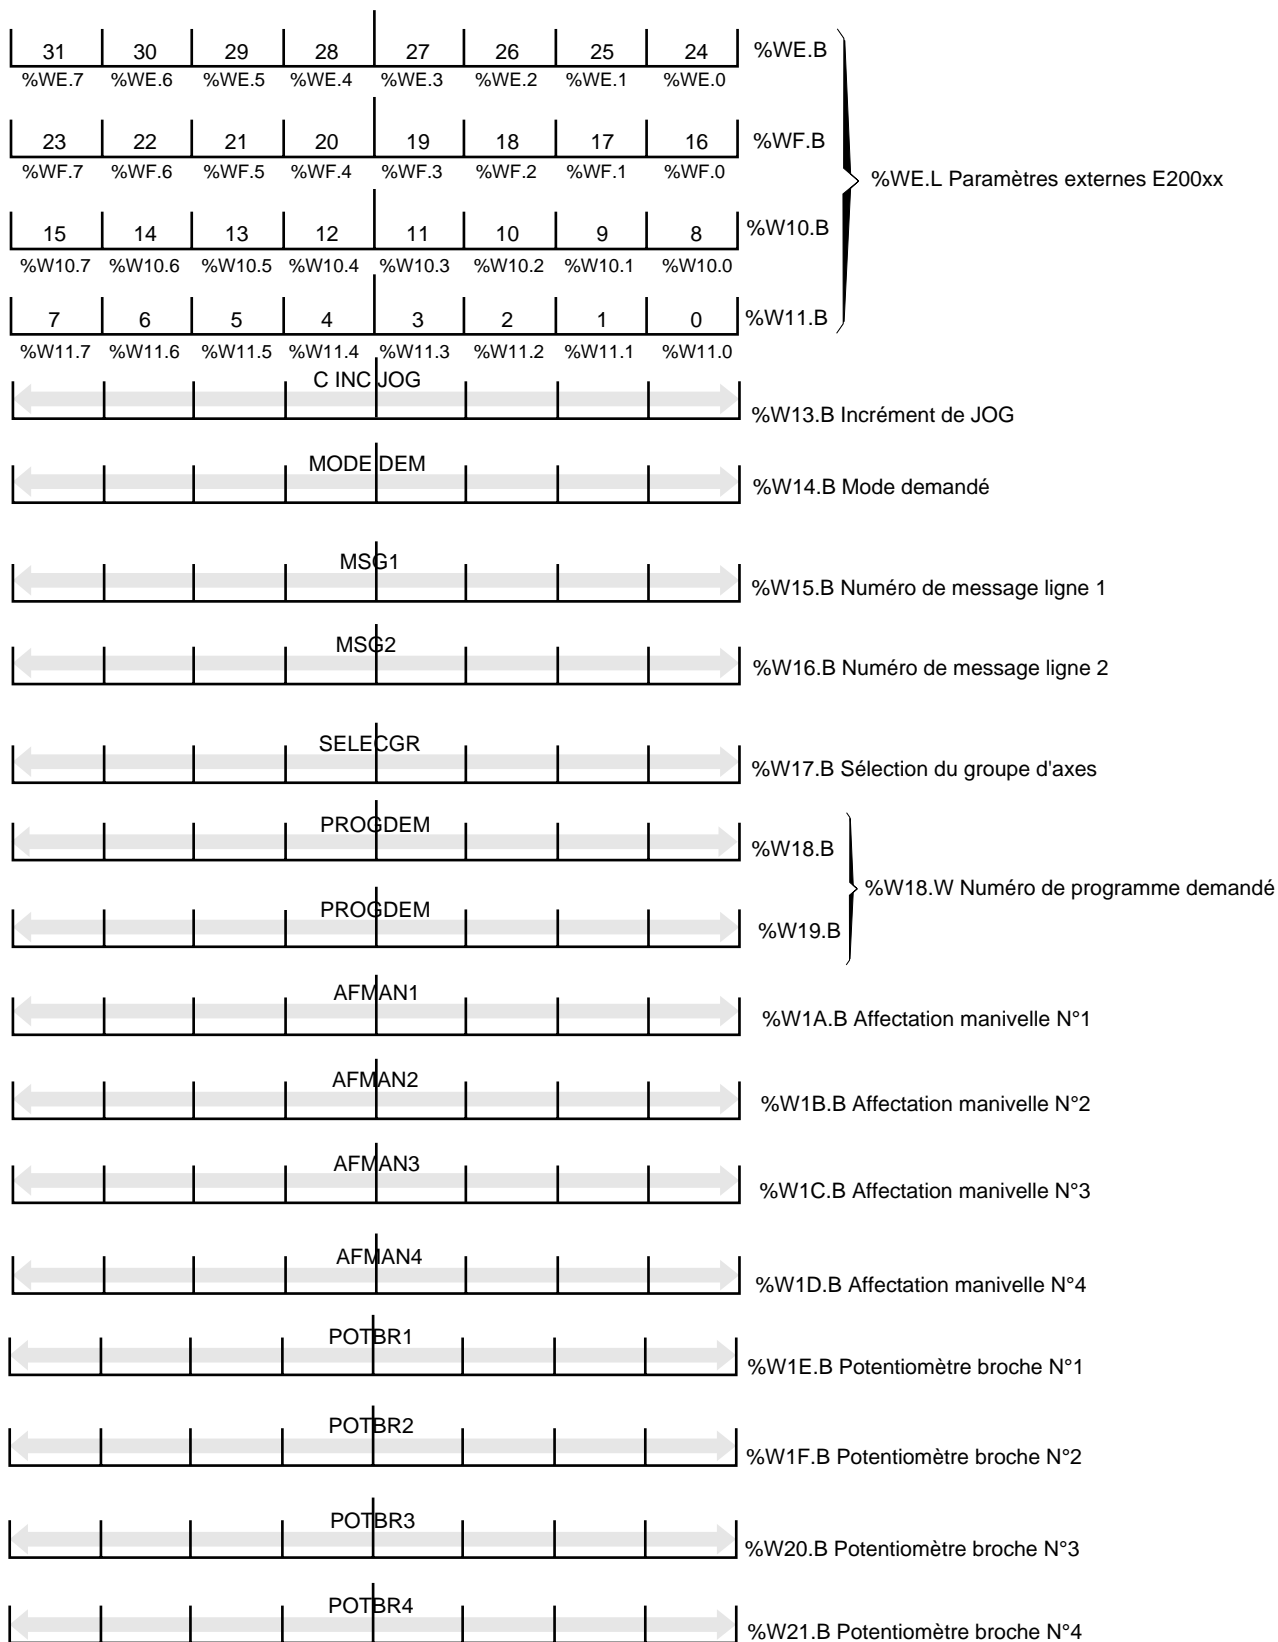 31 30 29 28 27 26 25 24 %WE.B
%WE.7 %WE.6 %WE.5 %WE.4 %WE.3 %WE.2 %WE.1 %WE.0
23 22 21 20 19 18 17 16 %WF.B
%WF.7 %WF.6 %WF.5 %WF.4 %WF.3 %WF.2 %WF.1 %WF.0
%WE.L Paramètres externes E200xx
15 14 13 12 11 10 9 8 %W10.B
%W10.7 %W10.6 %W10.5 %W10.4 %W10.3 %W10.2 %W10.1 %W10.0
7 6 5 4 3 2 1 0 %W11.B
%W11.7 %W11.6 %W11.5 %W11.4 %W11.3 %W11.2 %W11.1 %W11.0
C INC JOG
%W13.B Incrément de JOG
MODE DEM
%W14.B Mode demandé
MSG1
%W15.B Numéro de message ligne 1
MSG2
%W16.B Numéro de message ligne 2
SELECGR
%W17.B Sélection du groupe d'axes
PROGDEM
%W18.B
%W18.W Numéro de programme demandé
PROGDEM
%W19.B
AFMAN1
%W1A.B Affectation manivelle N°1
AFMAN2
%W1B.B Affectation manivelle N°2
AFMAN3
%W1C.B Affectation manivelle N°3
AFMAN4
%W1D.B Affectation manivelle N°4
POTBR1
%W1E.B Potentiomètre broche N°1
POTBR2
%W1F.B Potentiomètre broche N°2
POTBR3
%W20.B Potentiomètre broche N°3
POTBR4
%W21.B Potentiomètre broche N°4